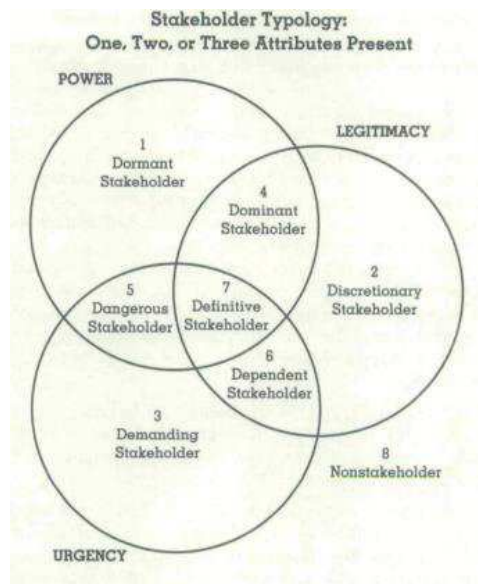 Stakeholder Typology:
One, Two, or Three Attributes Present
POWER
LEGITIMACY
1
Dormant
Stakeholder
4
Dominant
Stakeholder
5
Dangerous
Stakeholder
7
Definitive
Stakeholder
2
Discretionary
Stakeholder
6
Dependent
Stakeholder
3
Demanding
Stakeholder
8
Nonstakeholder
URGENCY